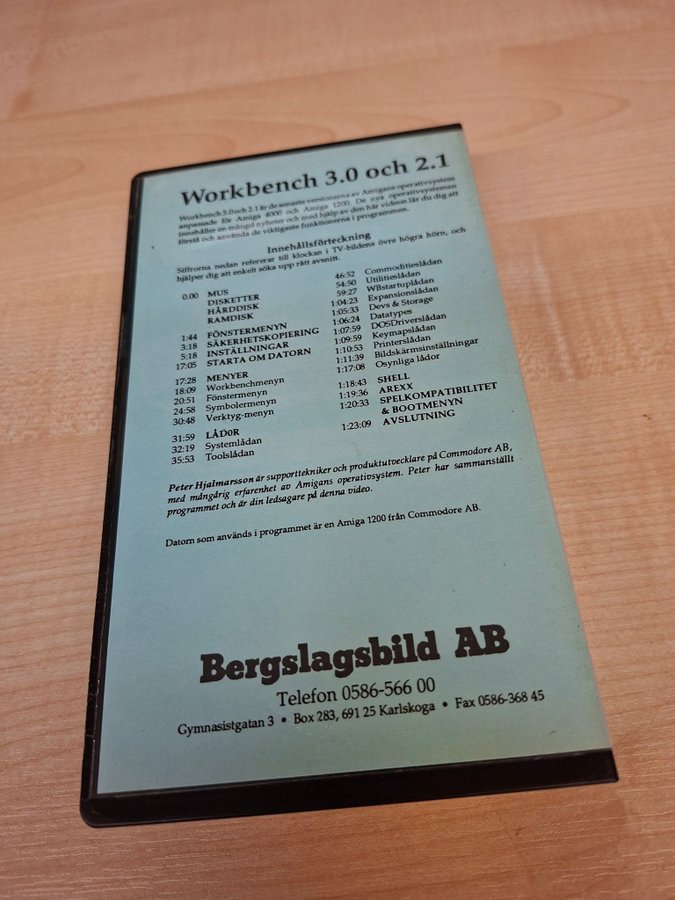 Workbench 3.0 och 2.1
Workbench 3.0 och 2.1 är de senaste versionerna av Amigans operativsystem
anpassade för Amiga 4000 och Amiga 1200. De nya operativsystemen
innehåller en mängd nyheter och med hjälp av den här videon lär du dig att
förstå och använda de viktigaste funktionerna i programmen.
Innehållsförteckning
Siffrorna nedan refererar till klockan i TV-bildens övre högra hörn, och
hjälper dig att enkelt söka upp rätt avsnitt.
0.00 MUS
DISKETTER
HÅRDDISK
RAMDISK
1:44 FÖNSTERMENYN
3:18 SÄKERHETSKOPIERING
5:18 INSTÄLLNINGAR
17:05 STARTA OM DATORN
17:28 MENYER
18:09 Workbenchmenyn
20:51 Fönstermenyn
24:58 Symbolermenyn
30:48 Verktyg-menyn
31:59 LÅDOR
32:19 Systemlådan
35:53 Toolslådan
46:52 Commoditieslådan
54:50 Utilitieslådan
59:27 WBstartuplådan
1:04:23 Expansionslådan
1:05:33 Devs & Storage
1:06:24 Datatypes
1:07:59 DOSDriverslådan
1:09:59 Keymapslådan
1:10:53 Printerslådan
1:11:39 Bildskärmsinställningar
1:17:08 Osynliga lådor
1:18:43 SHELL
1:19:36 AREXX
1:20:33 SPELKOMPATIBILITET
& BOOTMENYN
1:23:09 AVSLUTNING
Peter Hjalmarsson är supporttekniker och produktutvecklare på Commodore AB,
med mångårig erfarenhet av Amigans operativsystem. Peter har sammanställt
programmet och är din ledsagare på denna video.
Datorn som används i programmet är en Amiga 1200 från Commodore AB.
Bergslagsbild AB
Telefon 0586-566 00
Gymnasistgatan 3 • Box 283, 691 25 Karlskoga • Fax 0586-368 45